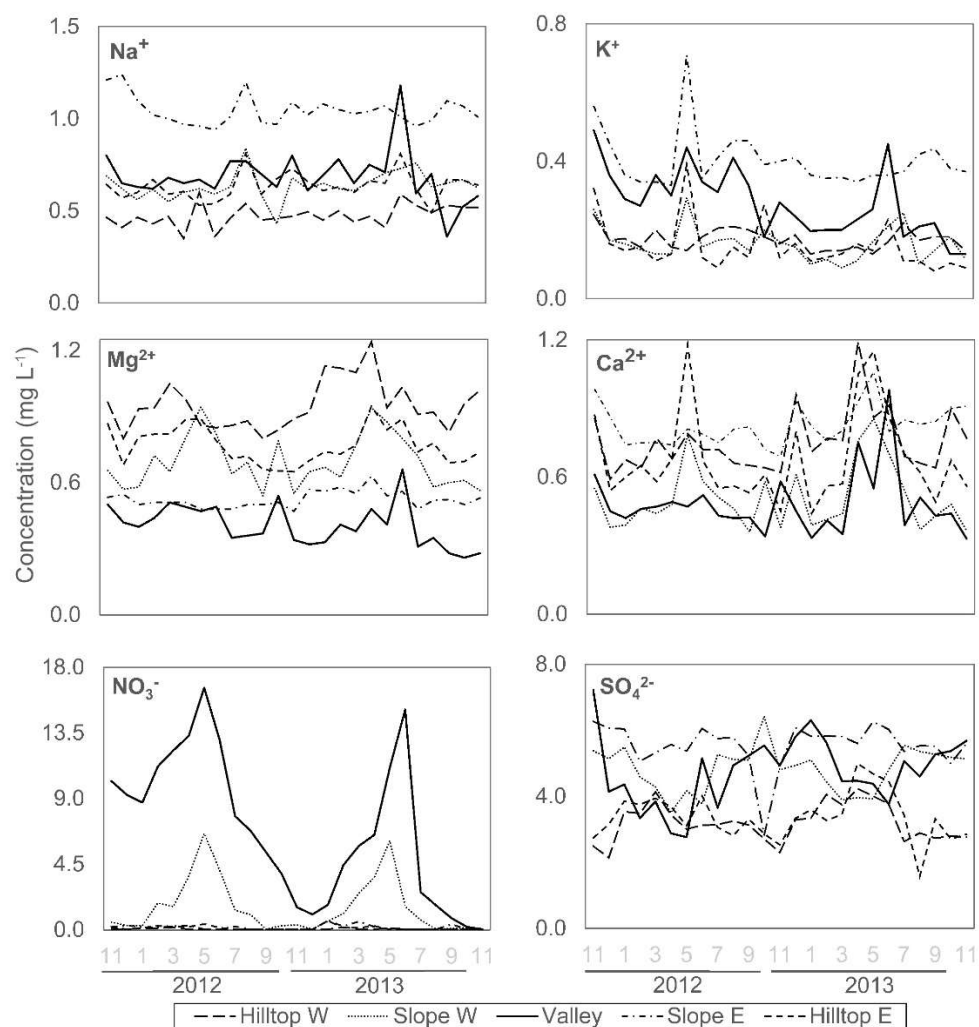 1.5
1.0
0.5
0.0
Na+
0.8
0.4
0.0
K+
Concentration (mg L-1)
1.2
0.6
0.0
Mg2+
1.2
0.6
0.0
Ca2+
18.0
13.5
9.0
4.5
0.0
NO3-
8.0
4.0
0.0
SO42-
11 1 3 5 7 9 11 1 3 5 7 9 11
2012 2013
11 1 3 5 7 9 11 1 3 5 7 9 11
2012 2013
Hilltop W Slope W Valley Slope E Hilltop E